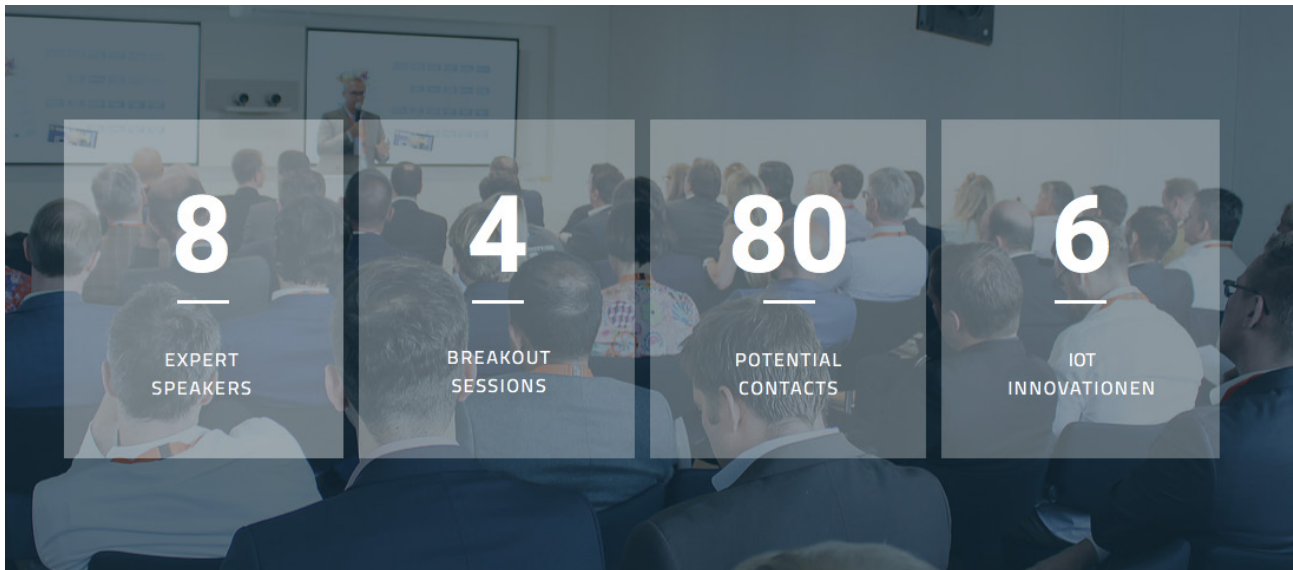 8
EXPERT
SPEAKERS
4
BREAKOUT
SESSIONS
80
POTENTIAL
CONTACTS
6
IOT
INNOVATIONEN